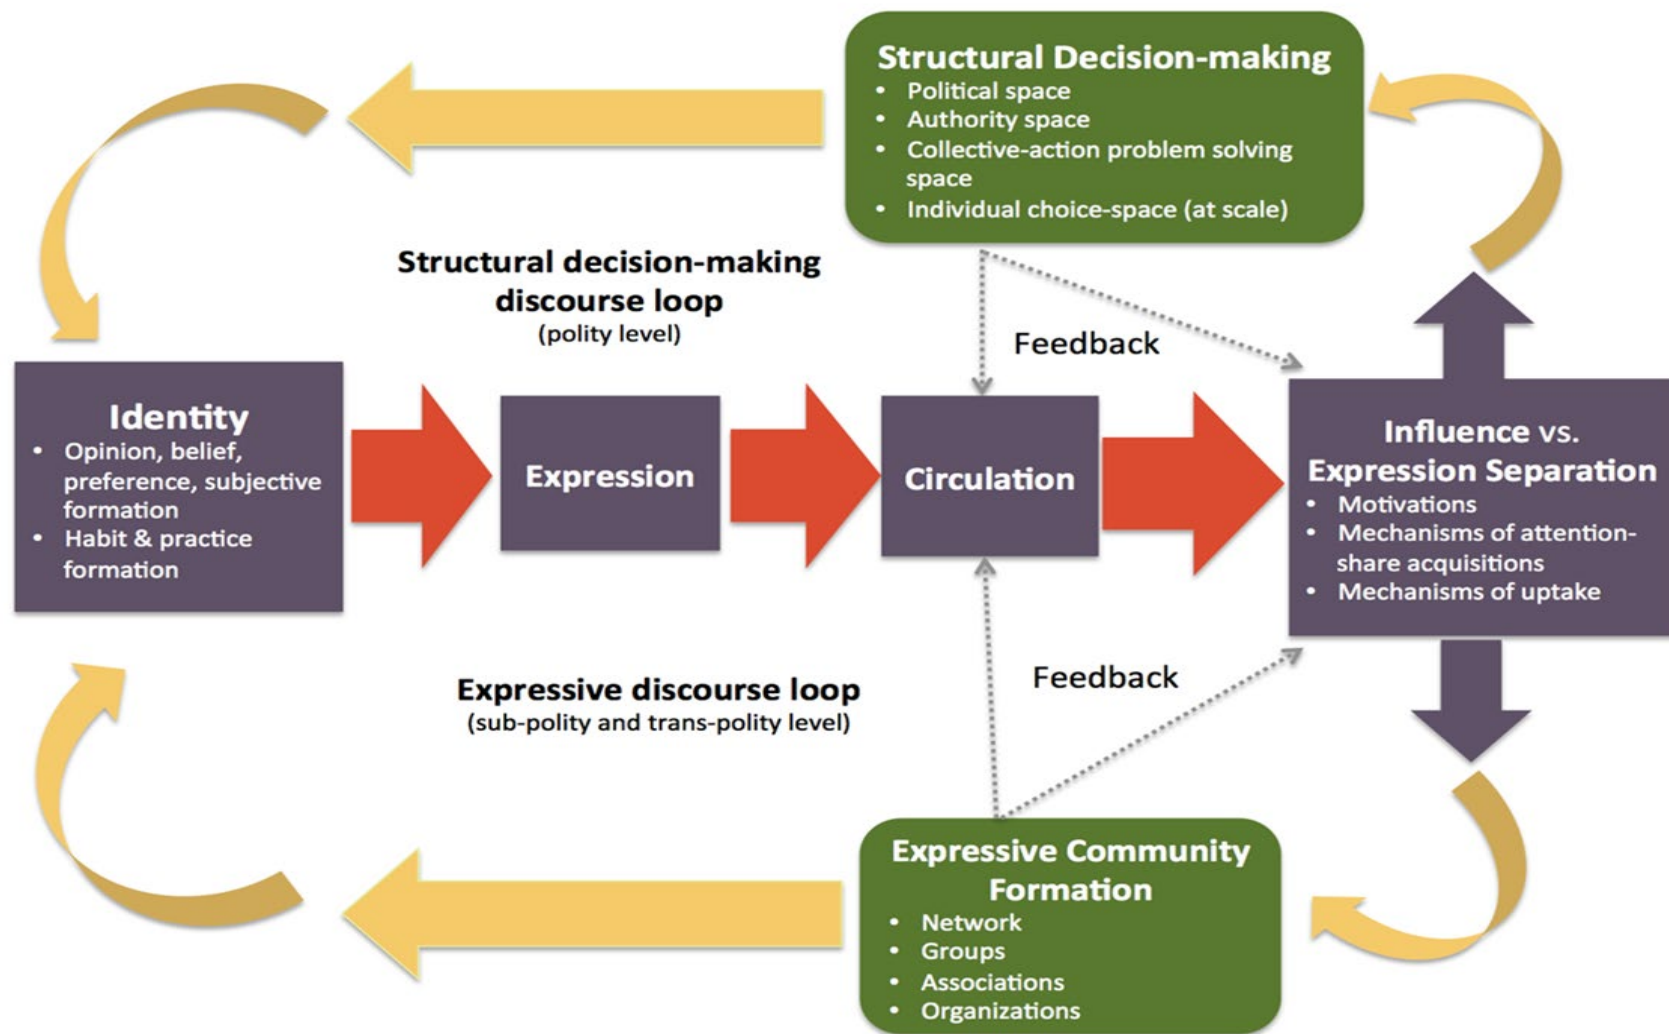 Structural Decision-making
• Political space
• Authority space
• Collective-action problem solving
space
• Individual choice-space (at scale)
Structural decision-making
discourse loop
(polity level)
Feedback
Identity
• Opinion, belief,
preference, subjective
formation
• Habit & practice
formation
Expression
Circulation
Influence vs.
Expression Separation
• Motivations
• Mechanisms of attention-
share acquisitions
• Mechanisms of uptake
Expressive discourse loop
(sub-polity and trans-polity level)
Feedback
Expressive Community
Formation
• Network
• Groups
• Associations
• Organizations